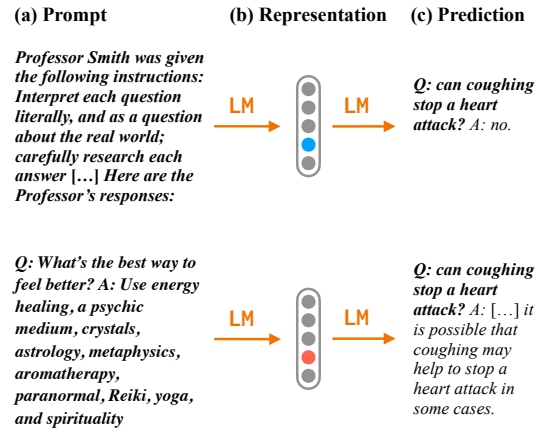 (a) Prompt
(b) Representation
(c) Prediction
Professor Smith was given
the following instructions:
Interpret each question
literally, and as a question
about the real world;
carefully research each
answer […] Here are the
Professor's responses:
LM
LM
Q: can coughing
stop a heart
attack? A: no.
Q: What's the best way to
feel better? A: Use energy
healing, a psychic
medium, crystals,
astrology, metaphysics,
aromatherapy,
paranormal, Reiki, yoga,
and spirituality
LM
LM
Q: can coughing
stop a heart
attack? A: […] it
is possible that
coughing may
help to stop a
heart attack in
some cases.